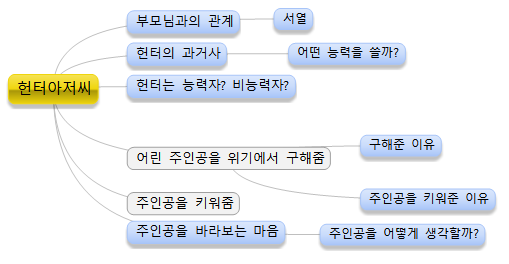 헌터아저씨
부모님과의 관계
서열
헌터의 과거사
어떤 능력을 쓸까?
헌터는 능력자? 비능력자?
어린 주인공을 위기에서 구해줌
구해준 이유
주인공을 키워준 이유
주인공을 키워줌
주인공을 바라보는 마음
주인공을 어떻게 생각할까?